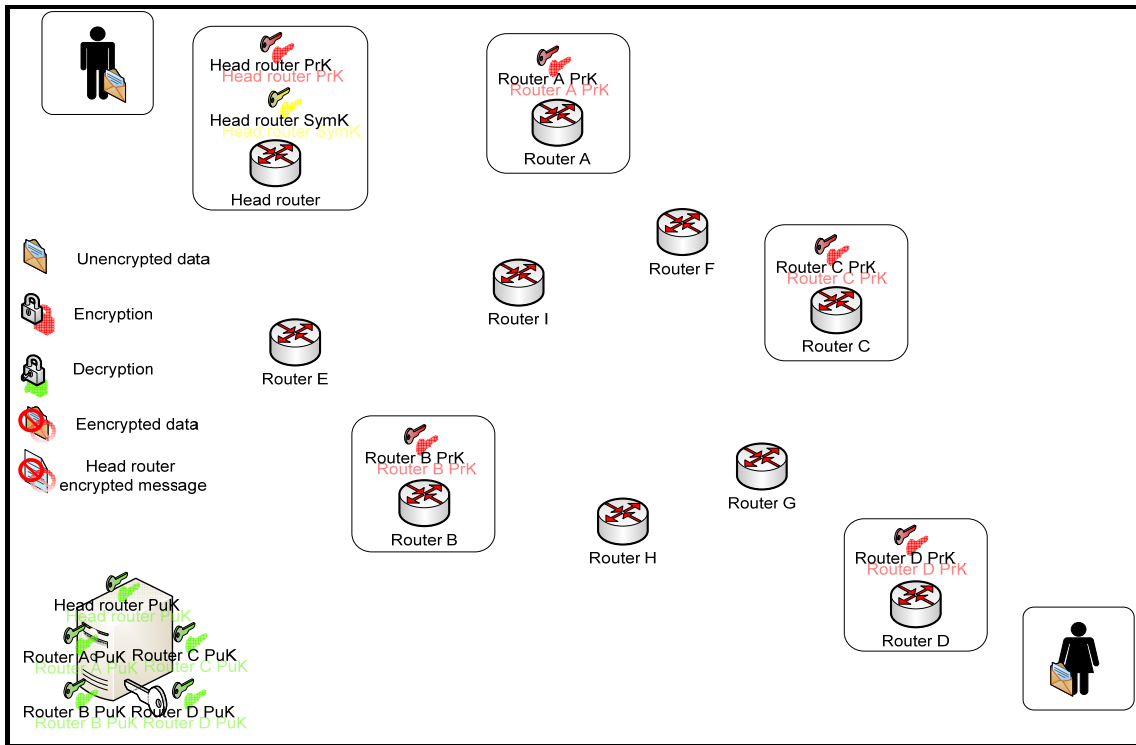 Head router PrK
Head router PrK
Head router SymK
Head router SymK
Head router
Router A PrK
Router A PrK
Router A
Router F
Router C PrK
Router C PrK
Router C
Router I
Router E
Unencrypted data
Encryption
Decryption
Eencrypted data
Head router
encrypted message
Router B PrK
Router B PrK
Router B
Router H
Router G
Router D PrK
Router D PrK
Router D
Head router PuK
Head router PuK
Router A PuK
Router A PuK
Router C PuK
Router C PuK
Router B PuK
Router B PuK
Router D PuK
Router D PuK